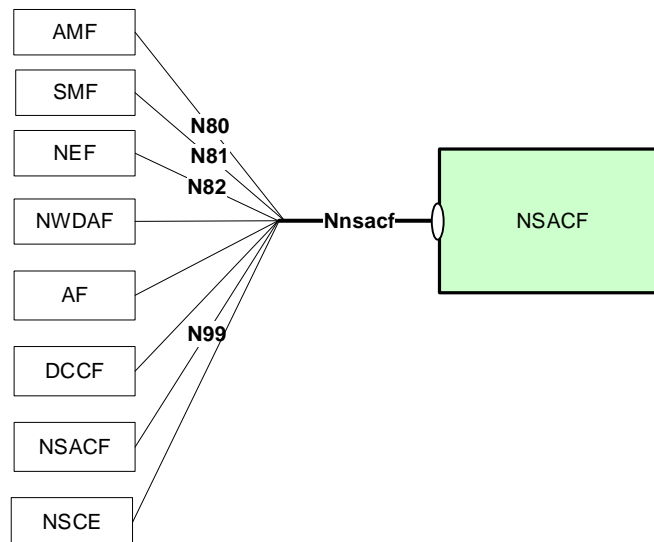 AMF
SMF
NEF
NWDAF
AF
DCCF
NSACF
NSCE
N80
N81
N82
N99
Nnsacf
NSACF